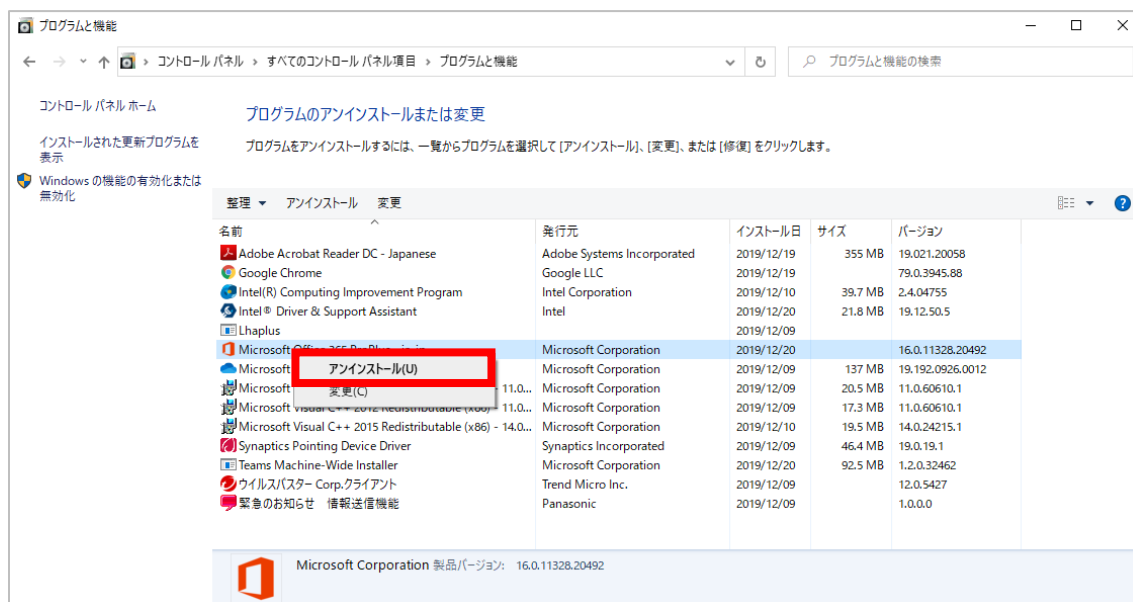 プログラムと機能
コントロール パネル › すべてのコントロール パネル項目 › プログラムと機能
プログラムと機能の検索
コントロール パネル ホーム
インストールされた更新プログラムを
表示
Windows の機能の有効化または
無効化
プログラムのアンインストールまたは変更
プログラムをアンインストールするには、一覧からプログラムを選択して [アンインストール]、[変更]、または [修復] をクリックします。
整理 アンインストール 変更
名前 発行元 インストール日 サイズ バージョン
Adobe Acrobat Reader DC - Japanese Adobe Systems Incorporated 2019/12/19 355 MB 19.021.20058
Google Chrome Google LLC 2019/12/19 79.0.3945.88
Intel(R) Computing Improvement Program Intel Corporation 2019/12/10 39.7 MB 2.4.04755
Intel® Driver & Support Assistant Intel 2019/12/20 21.8 MB 19.12.50.5
Lhaplus 2019/12/09
Microsoft Microsoft Corporation 2019/12/20 16.0.11328.20492
Microsoft Microsoft Corporation 2019/12/09 137 MB 19.192.0926.0012
アンインストール(U)
Microsoft - 11.0... Microsoft Corporation 2019/12/09 20.5 MB 11.0.60610.1
変更(C)
Microsoft Visual C++ 2012 Redistributable (x86) - 11.0... Microsoft Corporation 2019/12/09 17.3 MB 11.0.60610.1
Microsoft Visual C++ 2015 Redistributable (x86) - 14.0... Microsoft Corporation 2019/12/10 19.5 MB 14.0.24215.1
Synaptics Pointing Device Driver Synaptics Incorporated 2019/12/09 46.4 MB 19.0.19.1
Teams Machine-Wide Installer Microsoft Corporation 2019/12/20 92.5 MB 1.2.0.32462
ウイルスバスター Corp.クライアント Trend Micro Inc. 2019/12/09 12.0.5427
緊急のお知らせ 情報送信機能 Panasonic 2019/12/09 1.0.0.0
Microsoft Corporation 製品バージョン: 16.0.11328.20492